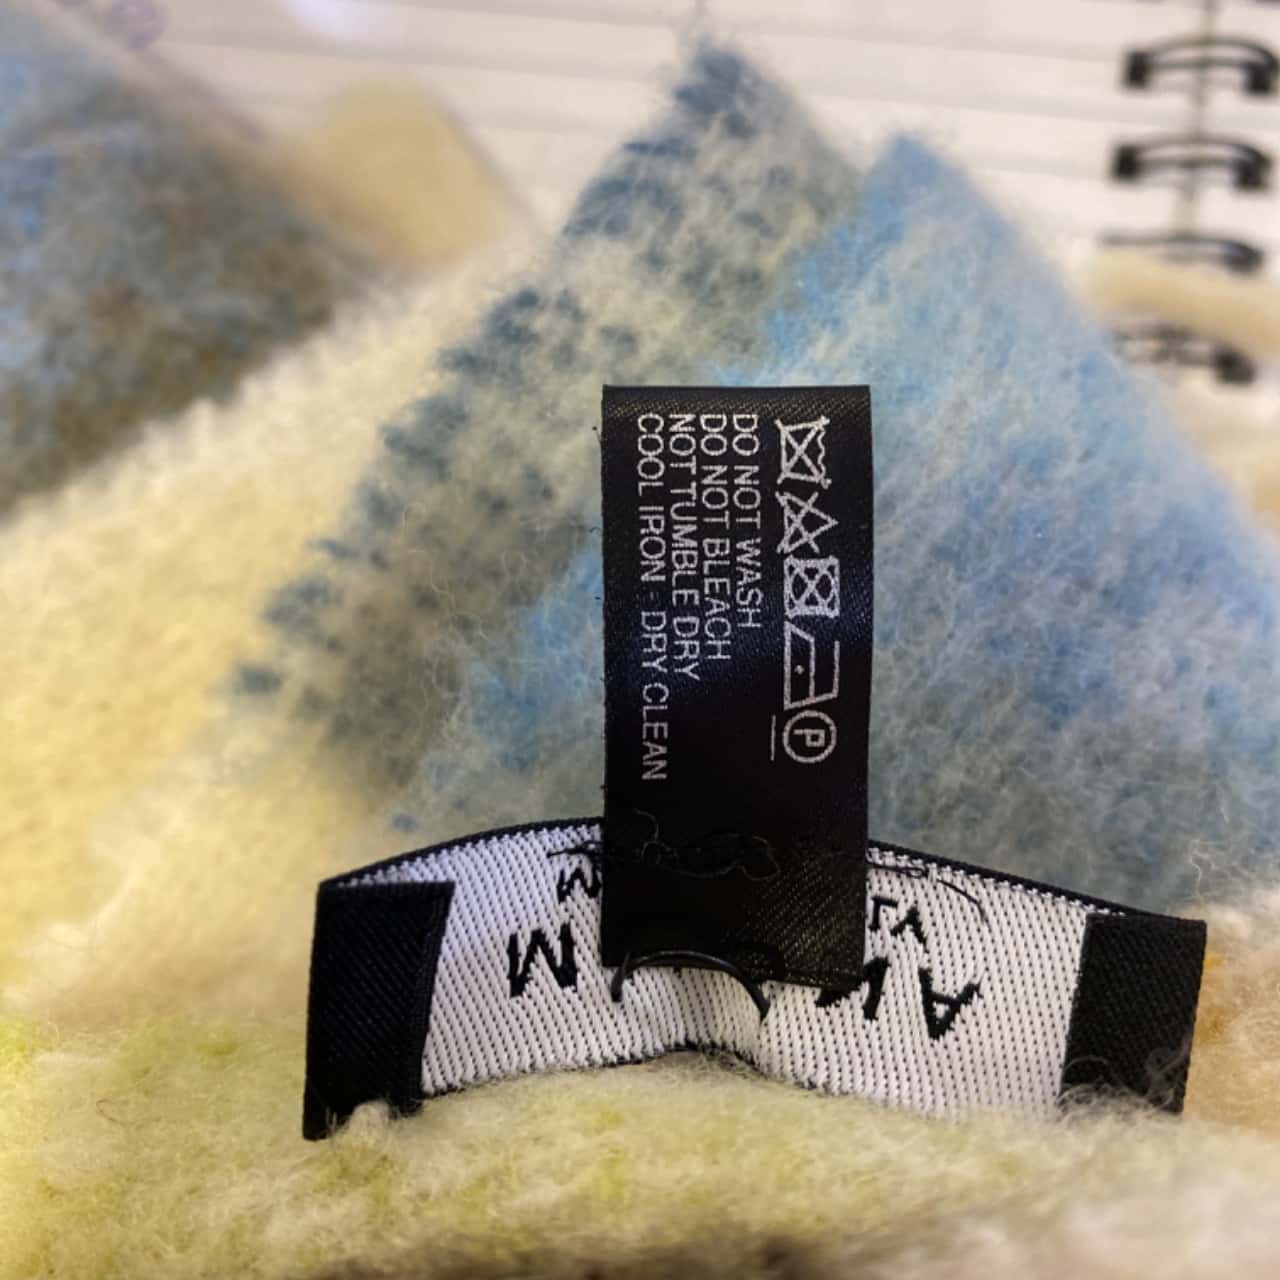 P
DO NOT WASH
DO NOT BLEACH
NOT TUMBLE DRY
COOL IRON - DRY CLEAN